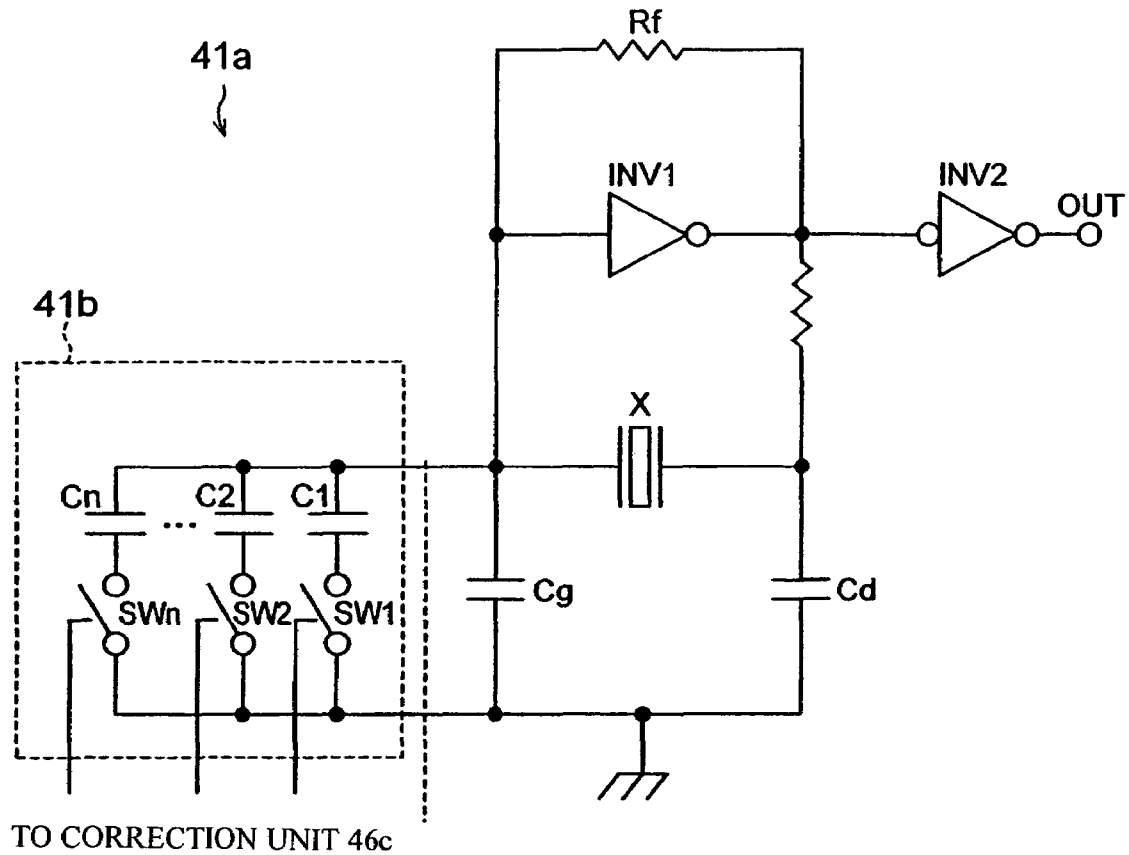 Rf
41a
INV1
INV2
OUT
41b
X
Cn
...
C2
C1
SWn
SW2
SW1
Cg
Cd
TO CORRECTION UNIT 46c